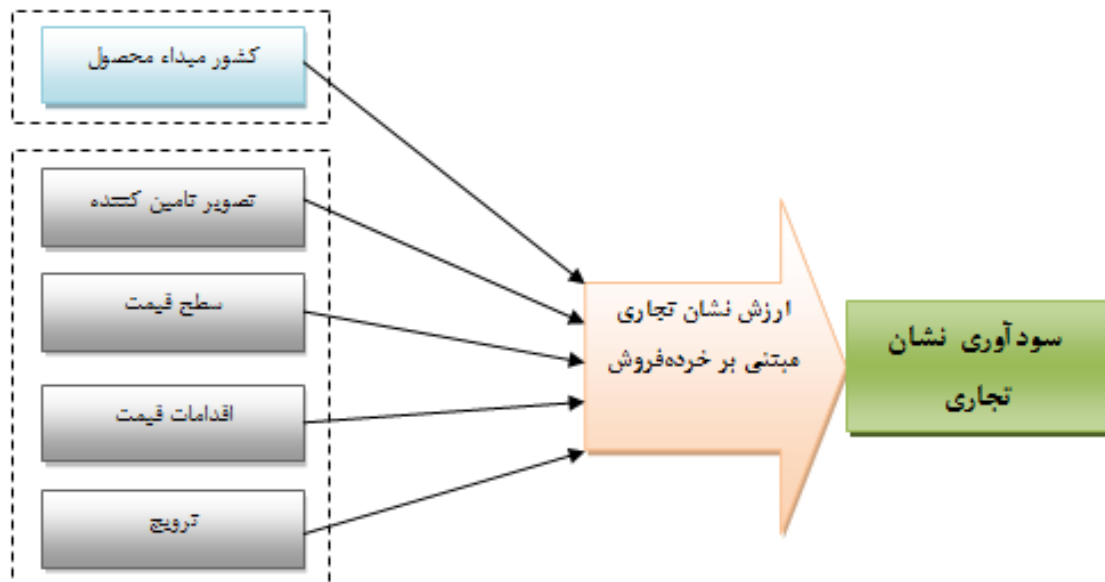 کشور مبداء محصول
تصویر تامین کننده
سطح قیمت
اقدامات قیمت
ترویج
ارزش نشان تجاری
مبتنی بر خرده‌فروش
سودآوری نشان
تجاری